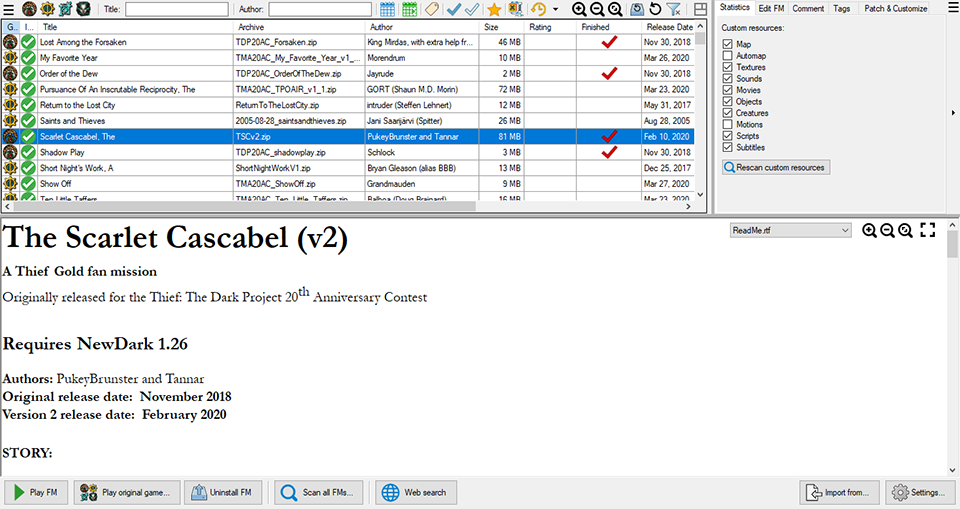 Title: Author:
G.. I... Title Archive Author Size Rating Finished Release Date
Lost Among the Forsaken TDP20AC_Forsaken.zip King Mirdas, with extra help fr... 46 MB Nov 30, 2018
My Favorite Year TMA20AC_My_Favorite_Year_v1_... Morendrum 10 MB Mar 26, 2020
Order of the Dew TDP20AC_OrderOfTheDew.zip Jayrude 2 MB Nov 30, 2018
Pursuance Of An Inscrutable Reciprocity, The TMA20AC_TPOAIR_v1_1.zip GORT (Shaun M.D. Morin) 72 MB Mar 23, 2020
Return to the Lost City ReturnToTheLostCity.zip intruder (Steffen Lehnert) 12 MB May 31, 2017
Saints and Thieves 2005-08-28_saintsandthieves.zip Jani Saarijärvi (Spitter) 26 MB Aug 28, 2005
Scarlet Cascabel, The TSCv2.zip PukeyBrunster and Tannar 81 MB Feb 10, 2020
Shadow Play TDP20AC_shadowplay.zip Schlock 3 MB Nov 30, 2018
Short Night's Work, A ShortNightWorkV1.zip Bryan Gleason (alias BBB) 13 MB Dec 25, 2017
Show Off TMA20AC_ShowOff.zip Grandmauden 9 MB Mar 27, 2020
Ten Little Taffers TMA20AC_Ten_Little_Taffers.zip Balboa (Doug Brainard) 16 MB Mar 23, 2020
Statistics Edit FM Comment Tags Patch & Customize
Custom resources:
Map
Automap
Textures
Sounds
Movies
Objects
Creatures
Motions
Scripts
Subtitles
Rescan custom resources
ReadMe.rtf
The Scarlet Cascabel (v2)
A Thief Gold fan mission
Originally released for the Thief: The Dark Project 20th Anniversary Contest
Requires NewDark 1.26
Authors: PukeyBrunster and Tannar
Original release date: November 2018
Version 2 release date: February 2020
STORY:
Play FM Play original game... Uninstall FM Scan all FMs... Web search Import from... Settings...